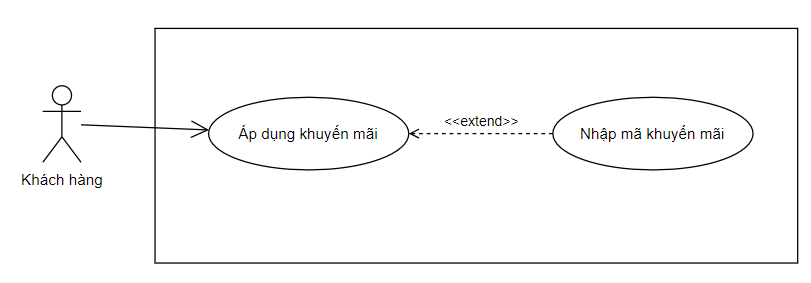 <<extend>>
Áp dụng khuyến mãi
Nhập mã khuyến mãi
Khách hàng